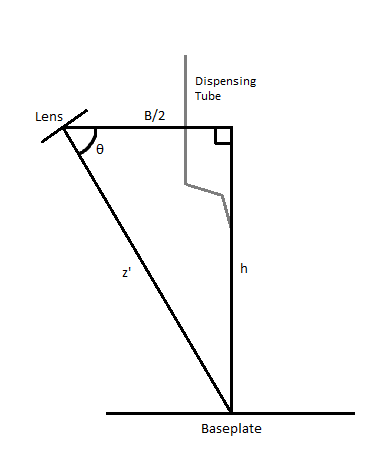 Dispensing
Tube
Lens
B/2
θ
z'
h
Baseplate